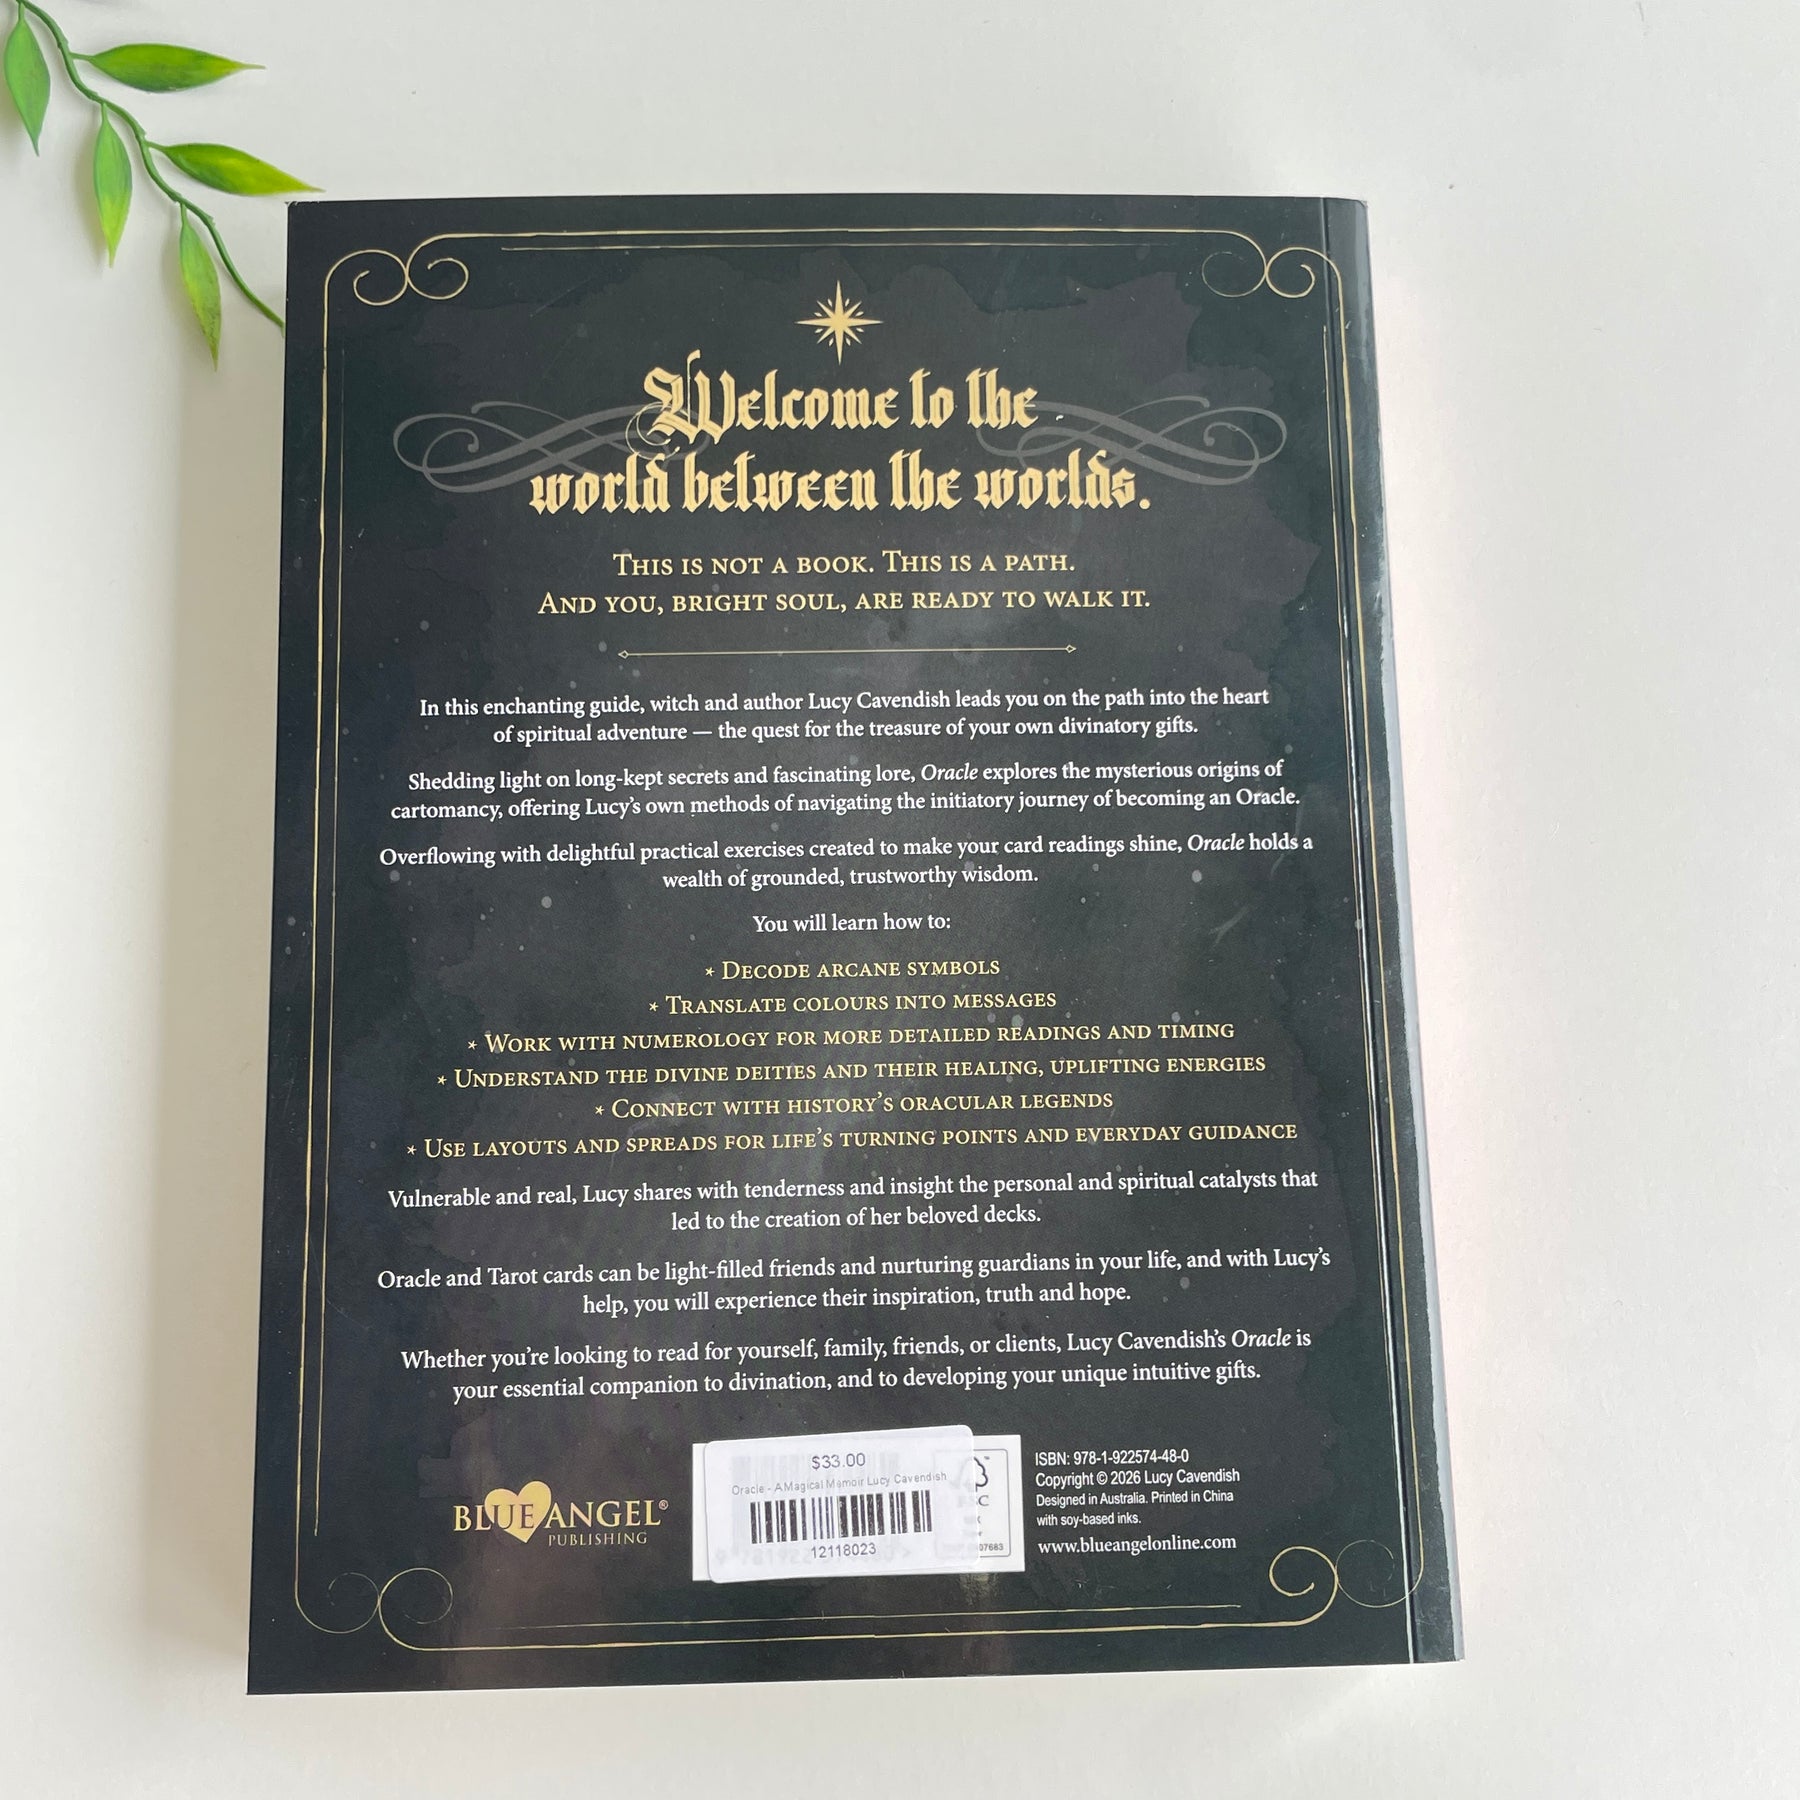 Welcome to the
world between the worlds.
This is not a book. This is a path.
And you, bright soul, are ready to walk it.
In this enchanting guide, witch and author Lucy Cavendish leads you on the path into the heart
of spiritual adventure — the quest for the treasure of your own divinatory gifts.
Shedding light on long-kept secrets and fascinating lore, Oracle explores the mysterious origins of
cartomancy, offering Lucy's own methods of navigating the initiatory journey of becoming an Oracle.
Overflowing with delightful practical exercises created to make your card readings shine, Oracle holds a
wealth of grounded, trustworthy wisdom.
You will learn how to:
* Decode arcane symbols
* Translate colours into messages
* Work with numerology for more detailed readings and timing
* Understand the divine deities and their healing, uplifting energies
* Connect with history's oracular legends
* Use layouts and spreads for life's turning points and everyday guidance
Vulnerable and real, Lucy shares with tenderness and insight the personal and spiritual catalysts that
led to the creation of her beloved decks.
Oracle and Tarot cards can be light-filled friends and nurturing guardians in your life, and with Lucy's
help, you will experience their inspiration, truth and hope.
Whether you're looking to read for yourself, family, friends, or clients, Lucy Cavendish's Oracle is
your essential companion to divination, and to developing your unique intuitive gifts.
BLUE ANGEL®
PUBLISHING
$33.00
Oracle - A Magical Memoir Lucy Cavendish
12118023
07683
ISBN: 978-1-922574-48-0
Copyright © 2026 Lucy Cavendish
Designed in Australia. Printed in China
with soy-based inks.
www.blueangelonline.com